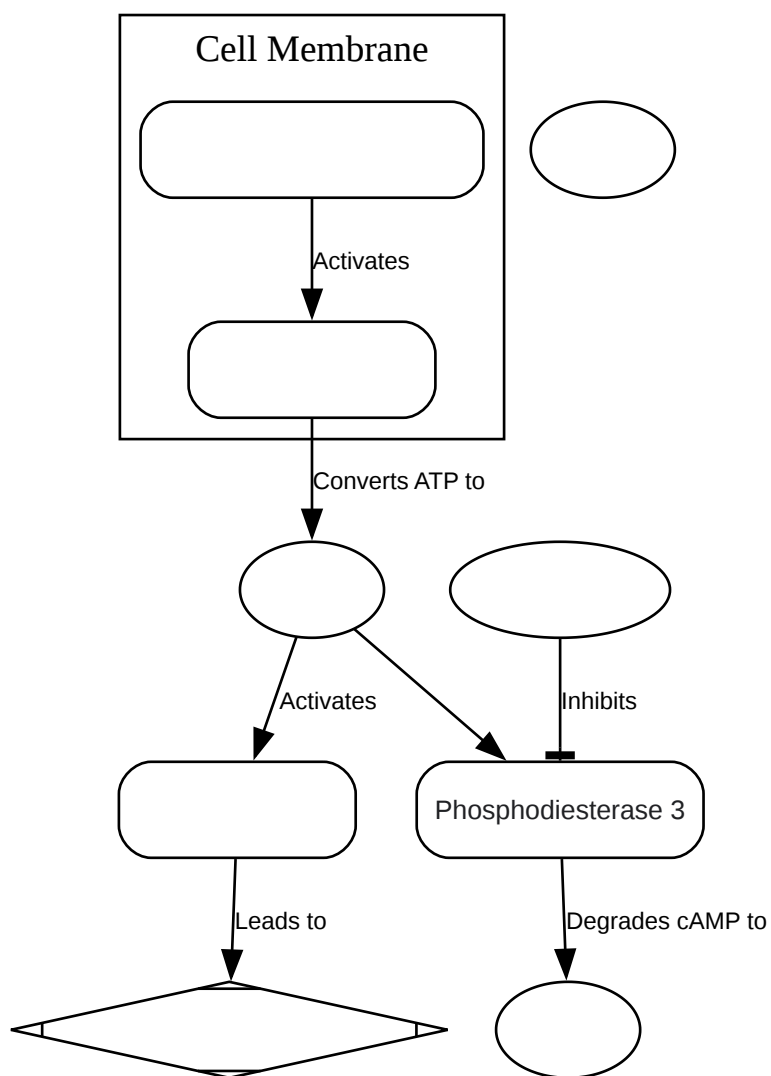 Cell Membrane
Activates
Converts ATP to
Activates
Inhibits
Phosphodiesterase 3
Leads to
Degrades cAMP to